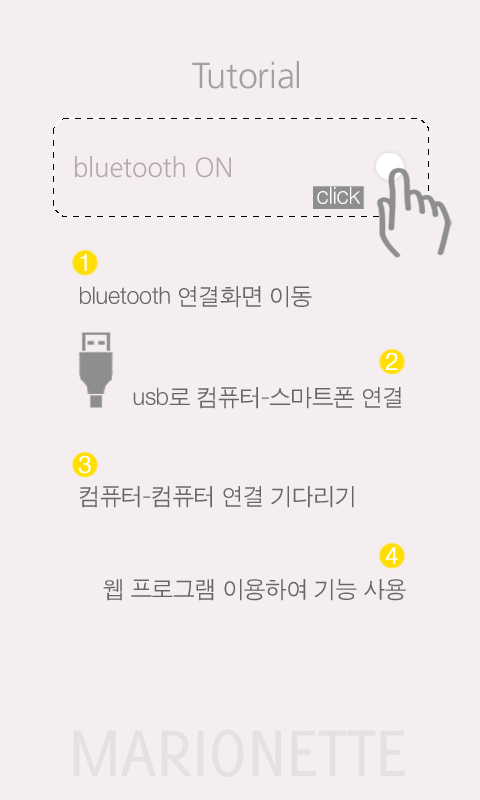 Tutorial
bluetooth ON
click
1
bluetooth 연결화면 이동
2
usb로 컴퓨터-스마트폰 연결
3
컴퓨터-컴퓨터 연결 기다리기
4
웹 프로그램 이용하여 기능 사용
MARIONETTE